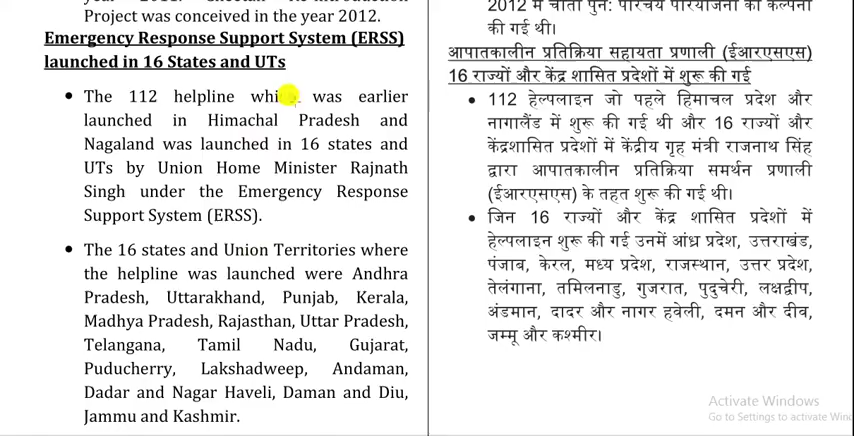 Project was conceived in the year 2012.
Emergency Response Support System (ERSS)
launched in 16 States and UTs
• The 112 helpline was earlier
launched in Himachal Pradesh and
Nagaland was launched in 16 states and
UTs by Union Home Minister Rajnath
Singh under the Emergency Response
Support System (ERSS).
• The 16 states and Union Territories where
the helpline was launched were Andhra
Pradesh, Uttarakhand, Punjab, Kerala,
Madhya Pradesh, Rajasthan, Uttar Pradesh,
Telangana, Tamil Nadu, Gujarat,
Puducherry, Lakshadweep, Andaman,
Dadar and Nagar Haveli, Daman and Diu,
Jammu and Kashmir.
2012 में चीता पुन: परिचय परियोजना की कल्पना
की गई थी।
आपातकालीन प्रतिक्रिया सहायता प्रणाली (ईआरएसएस)
16 राज्यों और केंद्र शासित प्रदेशों में शुरू की गई
• 112 हेल्पलाइन जो पहले हिमाचल प्रदेश और
नागालैंड में शुरू की गई थी और 16 राज्यों और
केंद्रशासित प्रदेशों में केंद्रीय गृह मंत्री राजनाथ सिंह
द्वारा आपातकालीन प्रतिक्रिया समर्थन प्रणाली
(ईआरएसएस) के तहत शुरू की गई थी।
• जिन 16 राज्यों और केंद्र शासित प्रदेशों में
हेल्पलाइन शुरू की गई उनमें आंध्र प्रदेश, उत्तराखंड,
पंजाब, केरल, मध्य प्रदेश, राजस्थान, उत्तर प्रदेश,
तेलंगाना, तमिलनाडु, गुजरात, पुदुचेरी, लक्षद्वीप,
अंडमान, दादर और नागर हवेली, दमन और दीव,
जम्मू और कश्मीर।
Activate Windows
Go to Settings to activate Win